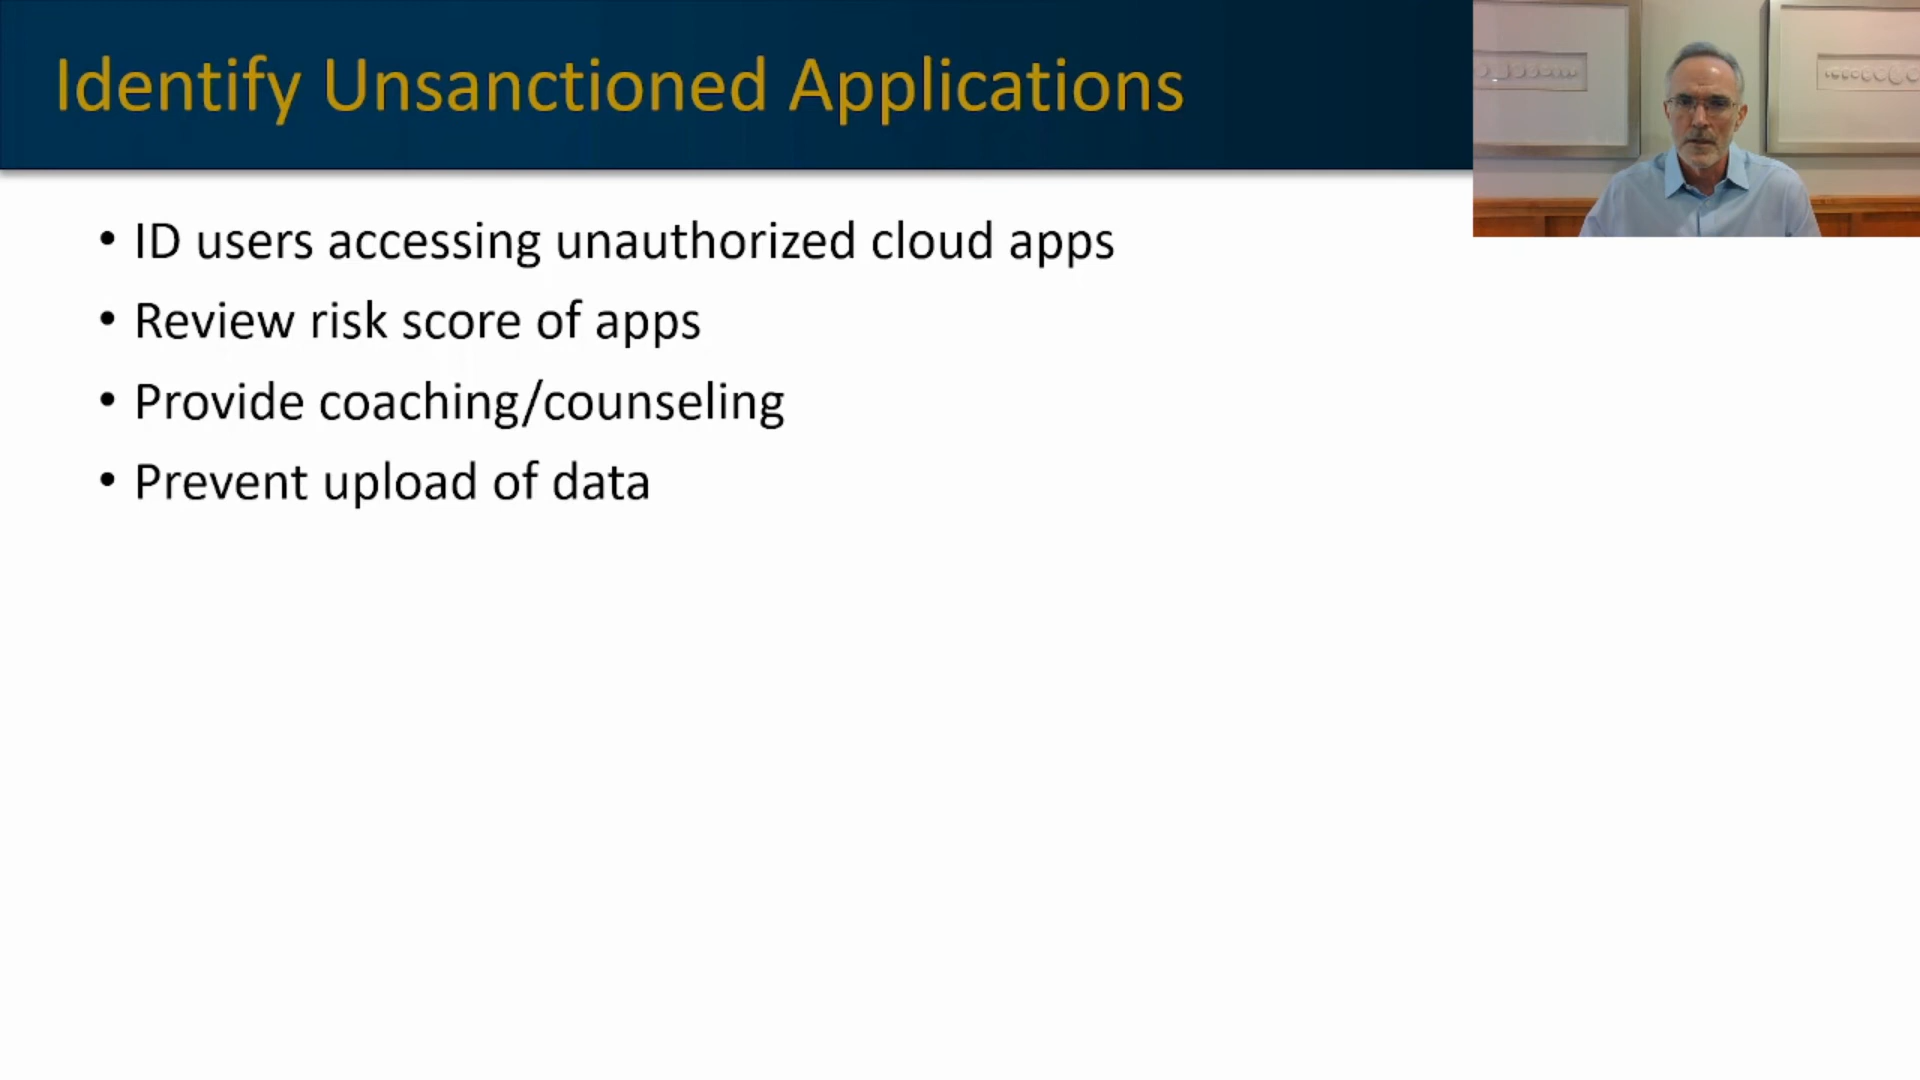 Identify Unsanctioned Applications
• ID users accessing unauthorized cloud apps
• Review risk score of apps
• Provide coaching/counseling
• Prevent upload of data